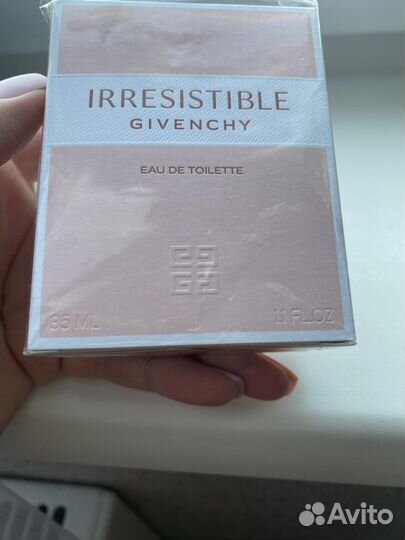 IRRESISTIBLE
GIVENCHY
EAU DE TOILETTE
35 ML 1.1 FL.OZ
Avito